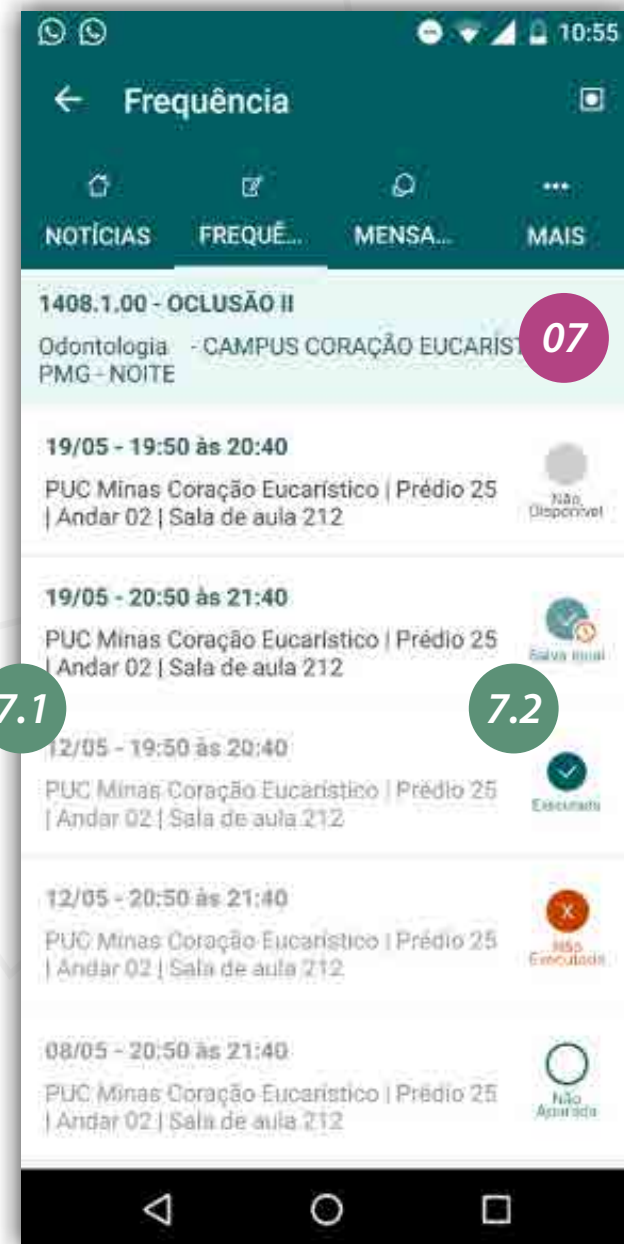 10:55
Frequência
NOTÍCIAS FREQUÊ... MENSA... MAIS
1408.1.00 - OCLUSÃO II
Odontologia - CAMPUS CORAÇÃO EUCARÍST
07
PMG - NOITE
19/05 - 19:50 às 20:40
PUC Minas Coração Eucarístico | Prédio 25
| Andar 02 | Sala de aula 212
Não
Disponível
19/05 - 20:50 às 21:40
PUC Minas Coração Eucarístico | Prédio 25
| Andar 02 | Sala de aula 212
Salva
7.1
7.2
12/05 - 19:50 às 20:40
PUC Minas Coração Eucarístico | Prédio 25
| Andar 02 | Sala de aula 212
Executada
12/05 - 20:50 às 21:40
PUC Minas Coração Eucarístico | Prédio 25
| Andar 02 | Sala de aula 212
X
Não
Executada
08/05 - 20:50 às 21:40
PUC Minas Coração Eucarístico | Prédio 25
| Andar 02 | Sala de aula 212
Não
Apurada